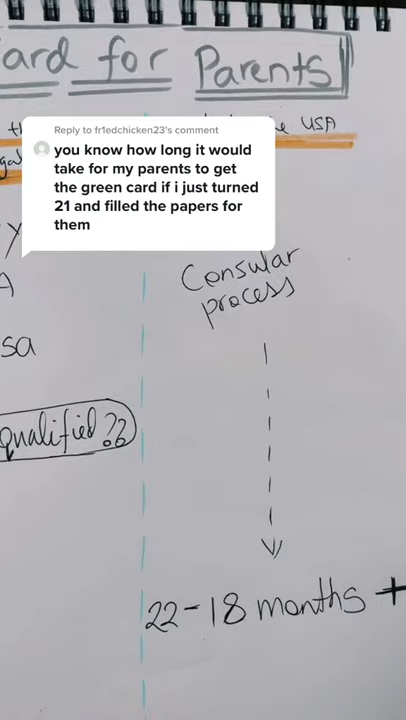 ard for Parents
th
e USA
gal
Reply to fr1edchicken23's comment
you know how long it would
take for my parents to get
the green card if i just turned
21 and filled the papers for
them
y
A
Consular
process
sa
qualified ??
22-18 months +